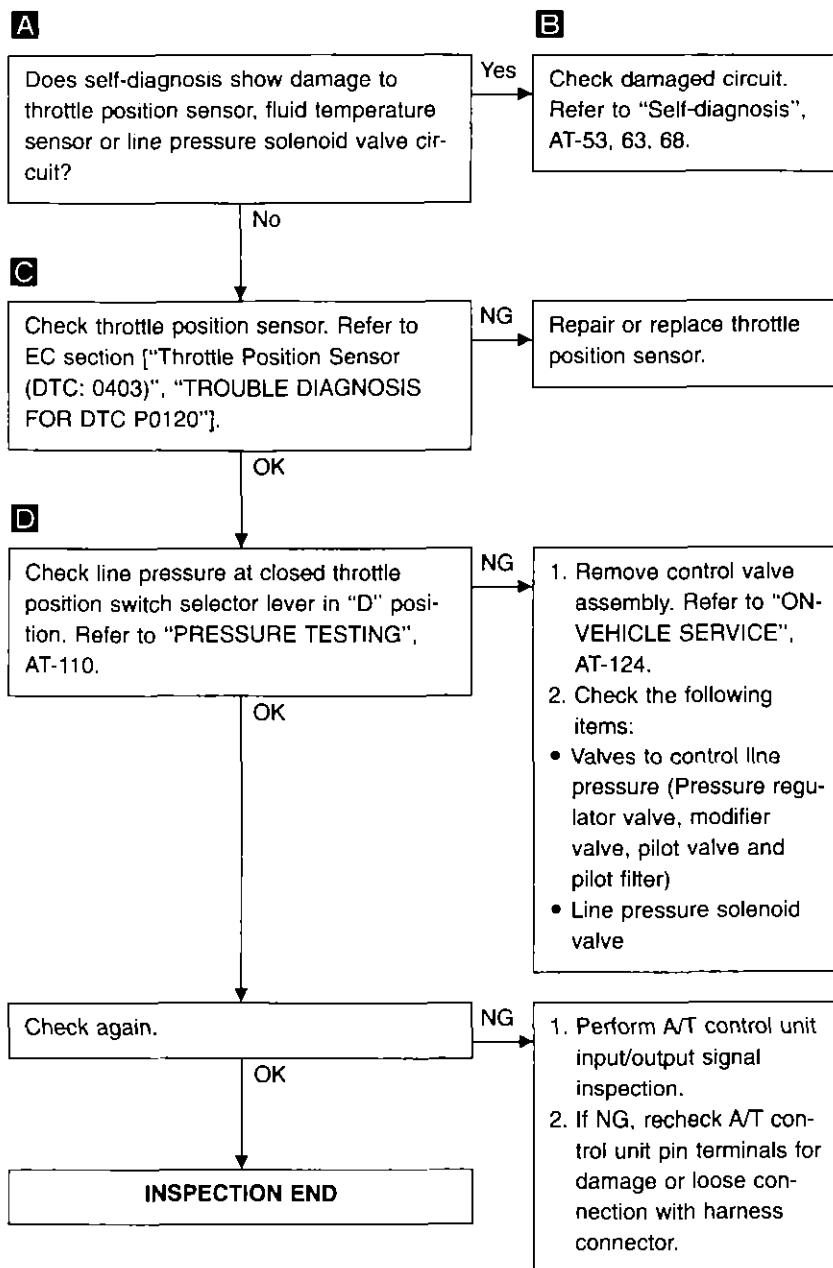 A
Does self-diagnosis show damage to
throttle position sensor, fluid temperature
sensor or line pressure solenoid valve cir-
cuit?
Yes
B
Check damaged circuit.
Refer to “Self-diagnosis”,
AT-53, 63, 68.
No
C
Check throttle position sensor. Refer to
EC section [“Throttle Position Sensor
(DTC: 0403)”, “TROUBLE DIAGNOSIS
FOR DTC P0120”].
NG
Repair or replace throttle
position sensor.
OK
D
Check line pressure at closed throttle
position switch selector lever in “D” posi-
tion. Refer to “PRESSURE TESTING”,
AT-110.
NG
1. Remove control valve
assembly. Refer to “ON-
VEHICLE SERVICE”,
AT-124.
2. Check the following
items:
• Valves to control line
pressure (Pressure regu-
lator valve, modifier
valve, pilot valve and
pilot filter)
• Line pressure solenoid
valve
OK
Check again.
NG
1. Perform A/T control unit
input/output signal
inspection.
2. If NG, recheck A/T con-
trol unit pin terminals for
damage or loose con-
nection with harness
connector.
OK
INSPECTION END